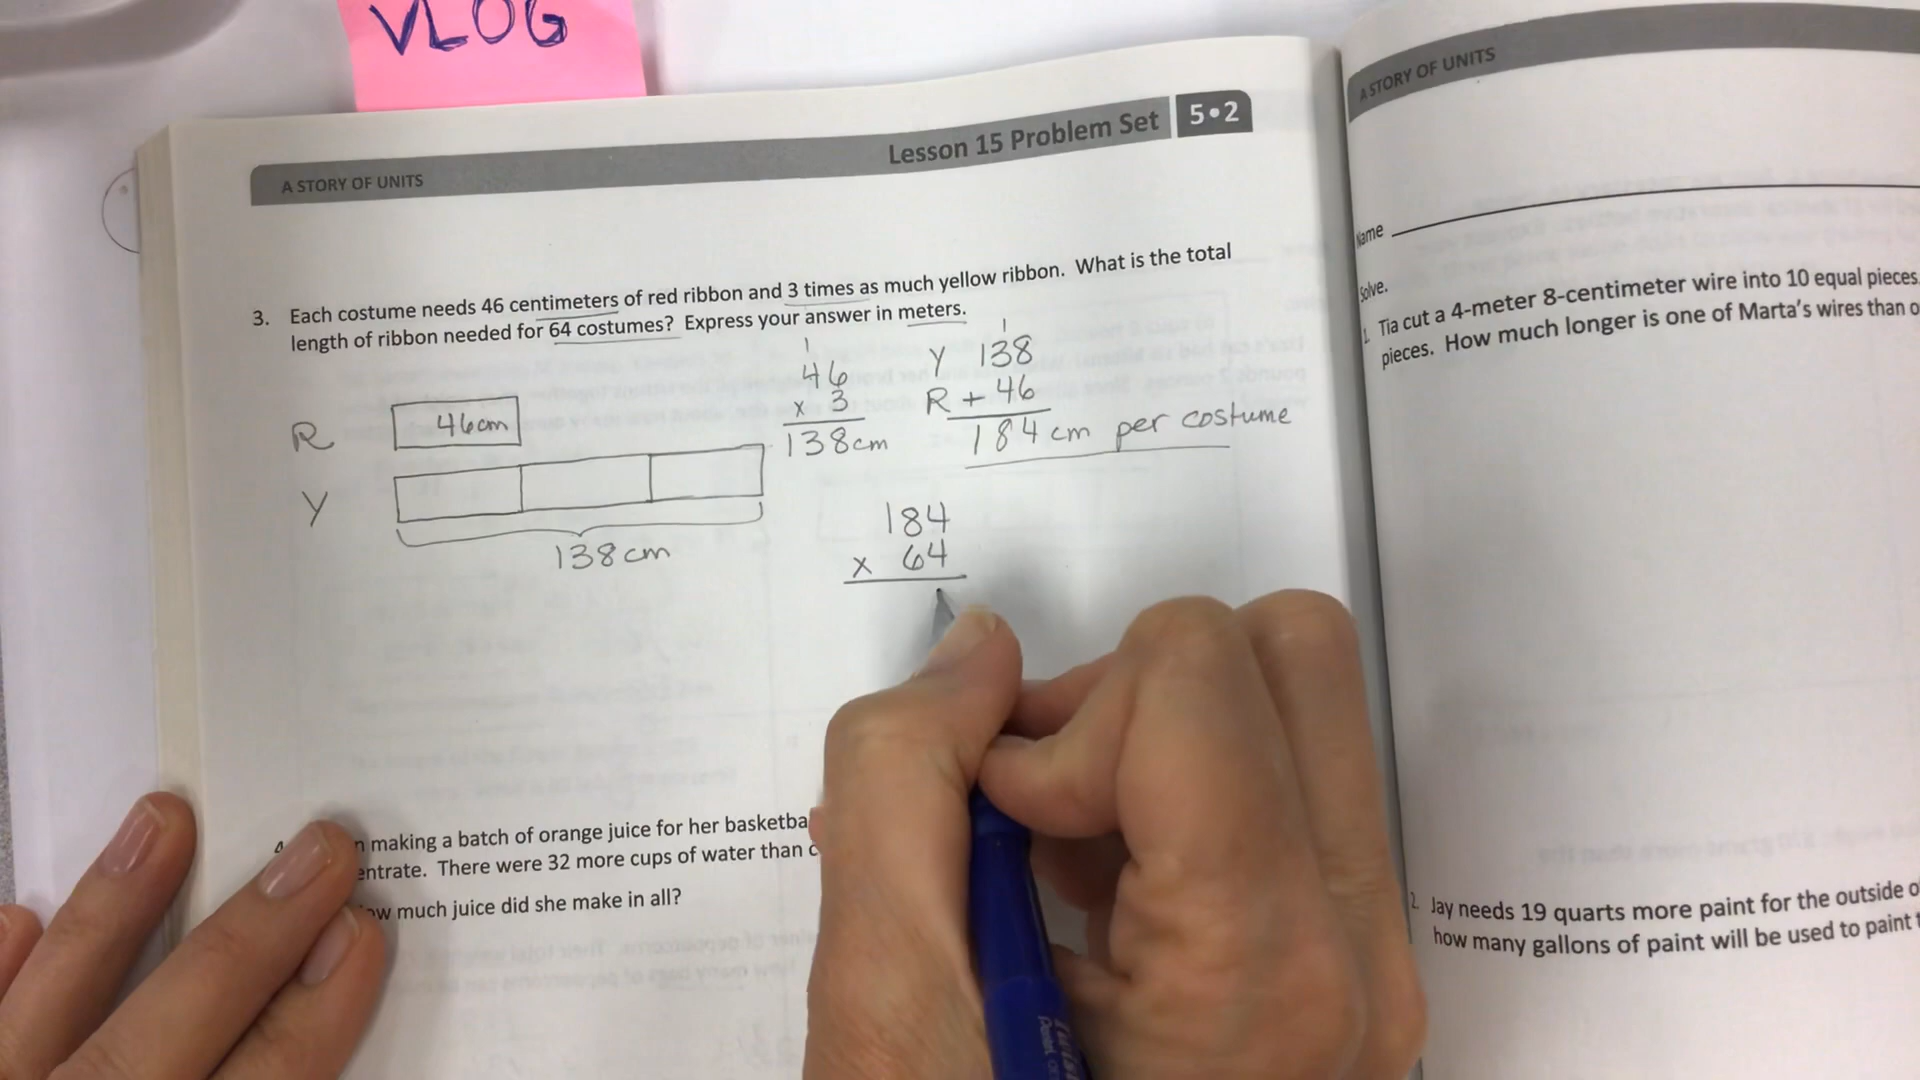 VLOG
A STORY OF UNITS
Lesson 15 Problem Set 5•2
3. Each costume needs 46 centimeters of red ribbon and 3 times as much yellow ribbon. What is the total
length of ribbon needed for 64 costumes? Express your answer in meters.
R 46cm
Y
138cm
1
46
x 3
138cm
1
Y 138
R + 46
184cm per costume
184
x 64
making a batch of orange juice for her
There were 32 more cups of water than
much juice did she make in all?
A STORY OF UNITS
Name
Solve.
1. Tia cut a 4-meter 8-centimeter wire into 10 equal pieces.
pieces. How much longer is one of Marta's wires than
2. Jay needs 19 quarts more paint for the outside
how many gallons of paint will be used to paint